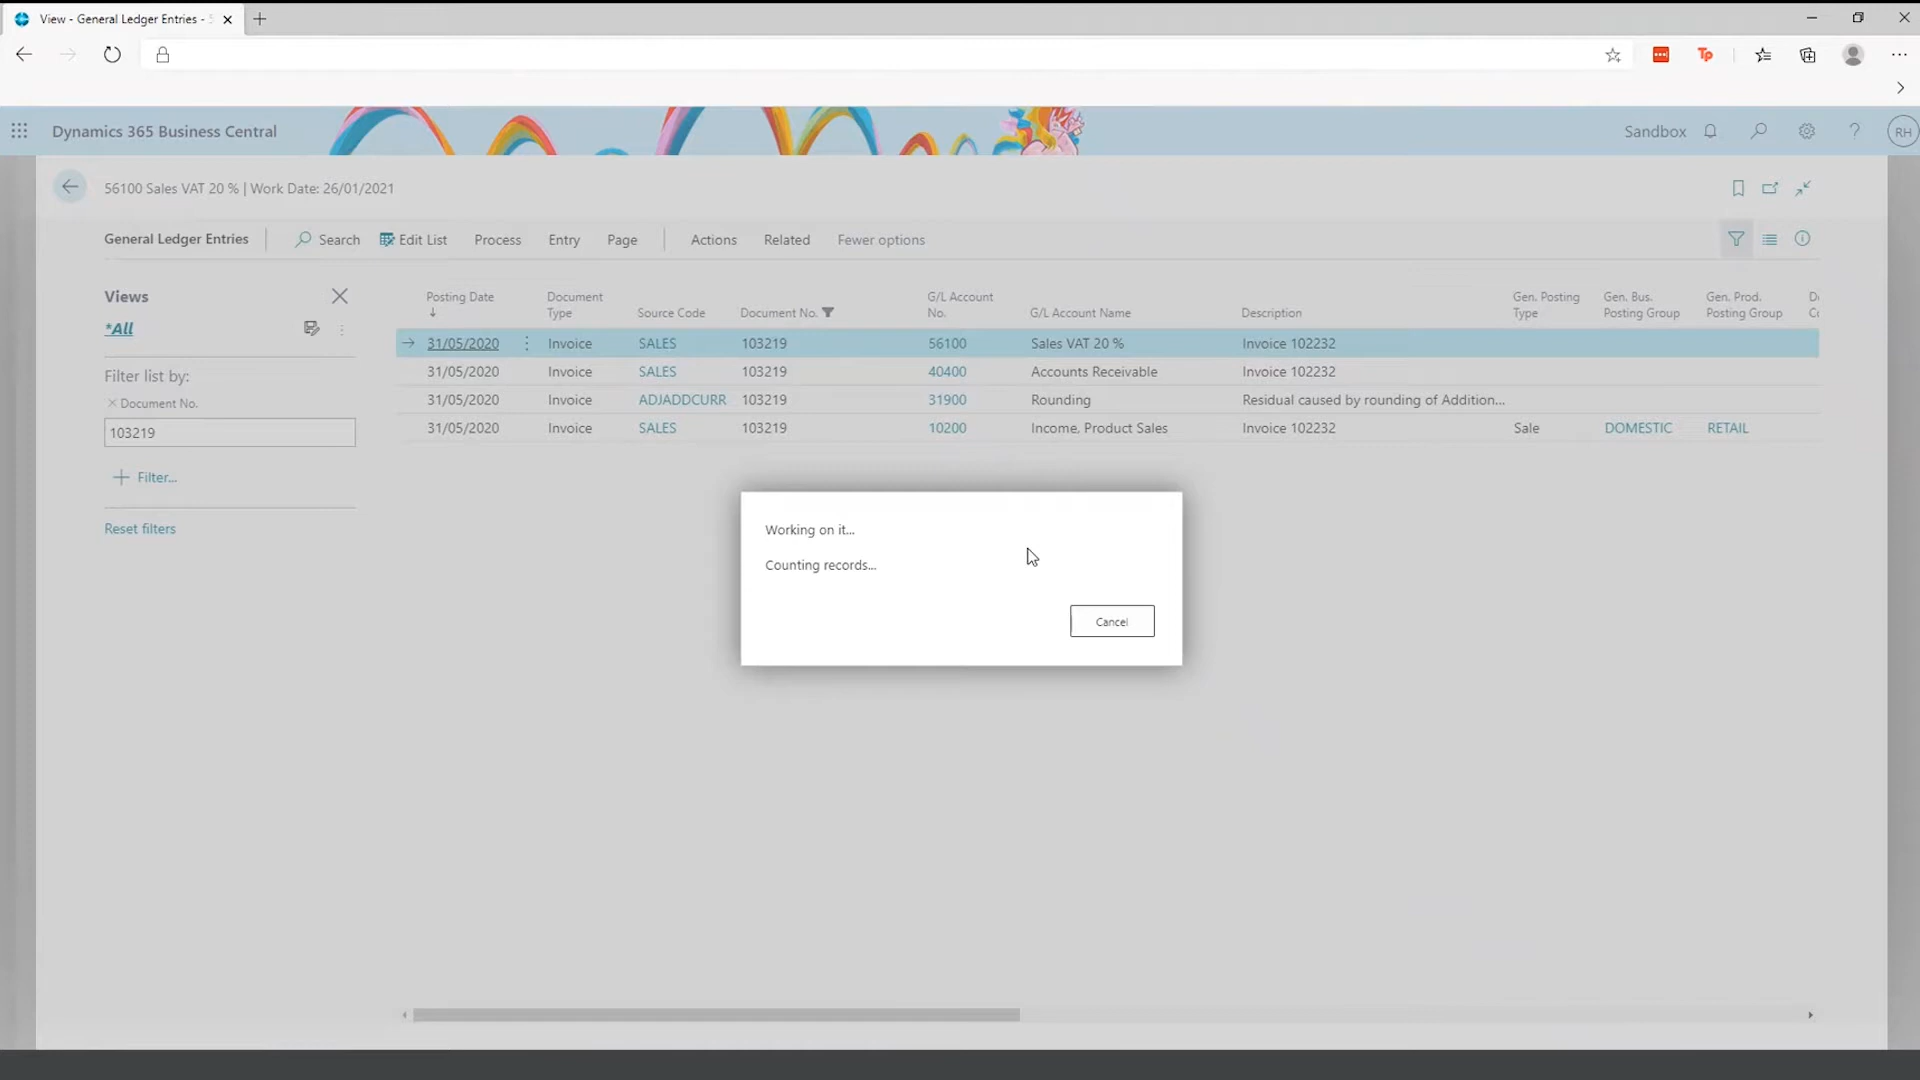 View - General Ledger Entries -
Tp
Dynamics 365 Business Central
Sandbox
RH
56100 Sales VAT 20 % | Work Date: 26/01/2021
General Ledger Entries
Search
Edit List
Process
Entry
Page
Actions
Related
Fewer options
Views
*All
Filter list by:
× Document No.
103219
Filter...
Reset filters
Posting Date ↓
Document Type
Source Code
Document No.
G/L Account No.
G/L Account Name
Description
Gen. Posting Type
Gen. Bus. Posting Group
Gen. Prod. Posting Group
31/05/2020 Invoice SALES 103219 56100 Sales VAT 20 % Invoice 102232
31/05/2020 Invoice SALES 103219 40400 Accounts Receivable Invoice 102232
31/05/2020 Invoice ADJADDCURR 103219 31900 Rounding Residual caused by rounding of Addition...
31/05/2020 Invoice SALES 103219 10200 Income, Product Sales Invoice 102232 Sale DOMESTIC RETAIL
Working on it...
Counting records...
Cancel